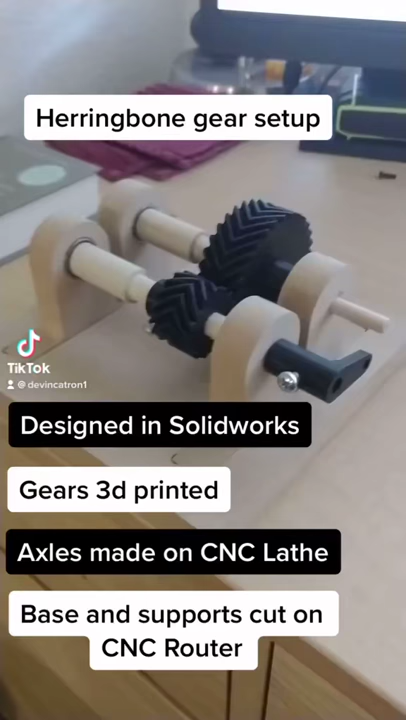 Herringbone gear setup
TikTok
@ devincatron1
Designed in Solidworks
Gears 3d printed
Axles made on CNC Lathe
Base and supports cut on
CNC Router